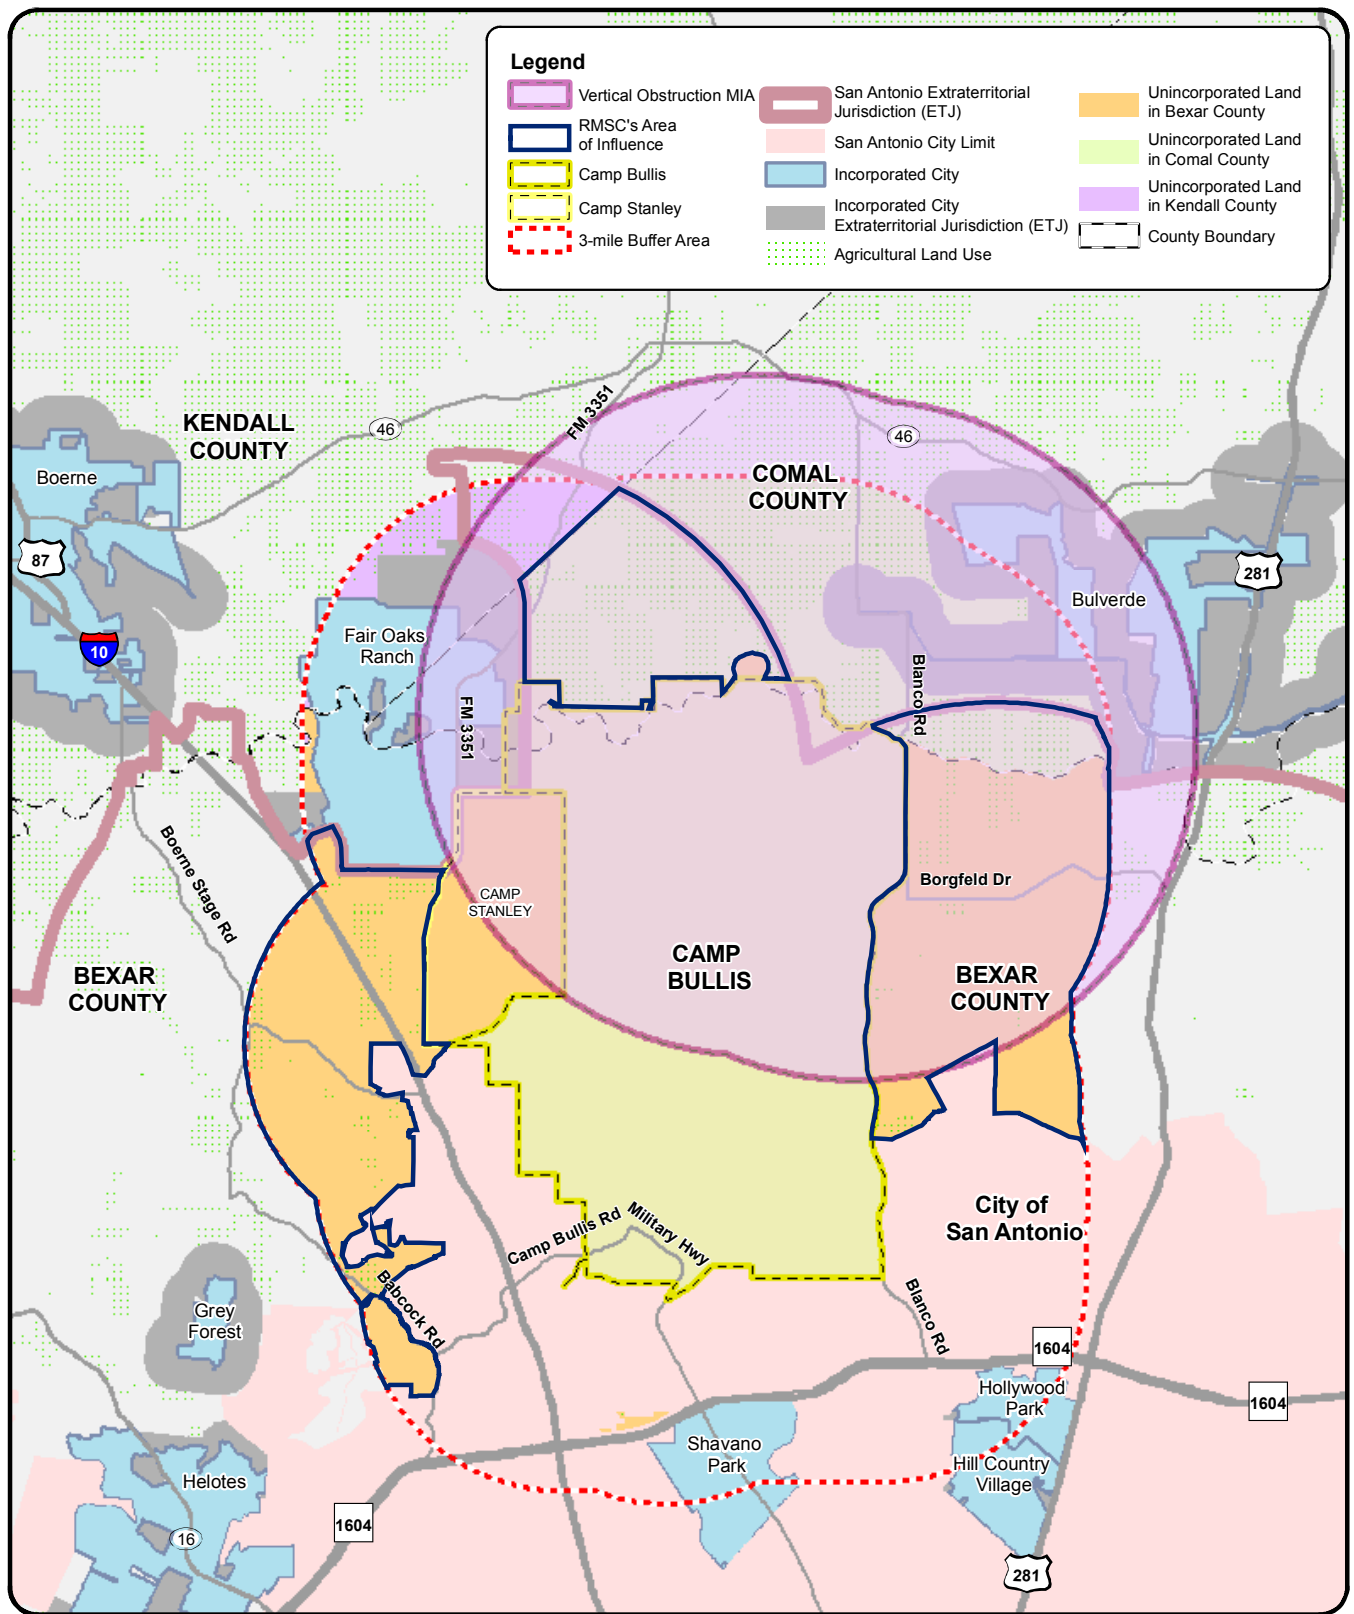 Legend
Vertical Obstruction MIA
RMSC's Area
of Influence
Camp Bullis
Camp Stanley
3-mile Buffer Area
San Antonio Extraterritorial
Jurisdiction (ETJ)
San Antonio City Limit
Incorporated City
Incorporated City
Extraterritorial Jurisdiction (ETJ)
Agricultural Land Use
Unincorporated Land
in Bexar County
Unincorporated Land
in Comal County
Unincorporated Land
in Kendall County
County Boundary
KENDALL
COUNTY
46
FM 3351
46
Boerne
COMAL
COUNTY
87
281
Bulverde
10
Fair Oaks
Ranch
FM 3351
Blanco Rd
Boerne Stage Rd
CAMP
STANLEY
Borgfeld Dr
BEXAR
COUNTY
CAMP
BULLIS
BEXAR
COUNTY
City of
San Antonio
Camp Bullis Rd
Military Hwy
Babcock Rd
Blanco Rd
Grey
Forest
1604
1604
Hollywood
Park
Shavano
Park
Hill Country
Village
Helotes
16
1604
281